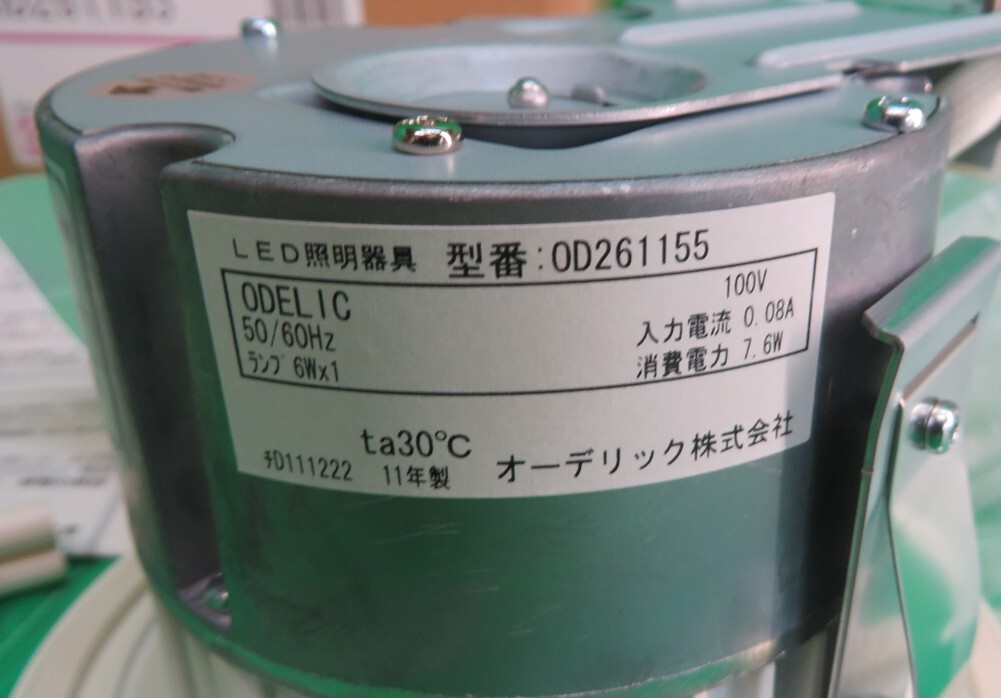 OD261155
LED照明器具 型番:OD261155
ODELIC 100V
50/60Hz 入力電流 0.08A
ランプ 6Wx1 消費電力 7.6W
ta30℃
チD111222 11年製 オーデリック株式会社